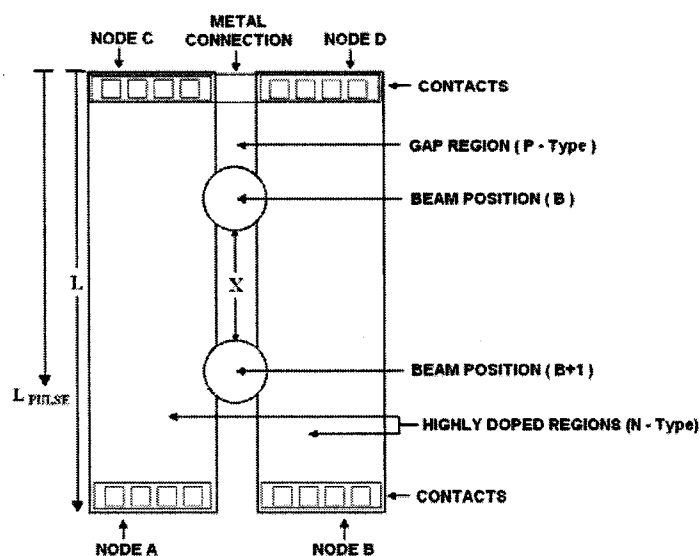 METAL
CONNECTION
NODE C
NODE D
CONTACTS
GAP REGION ( P - Type )
BEAM POSITION ( B )
L
X
BEAM POSITION ( B+1 )
L PULSE
HIGHLY DOPED REGIONS (N - Type)
CONTACTS
NODE A
NODE B